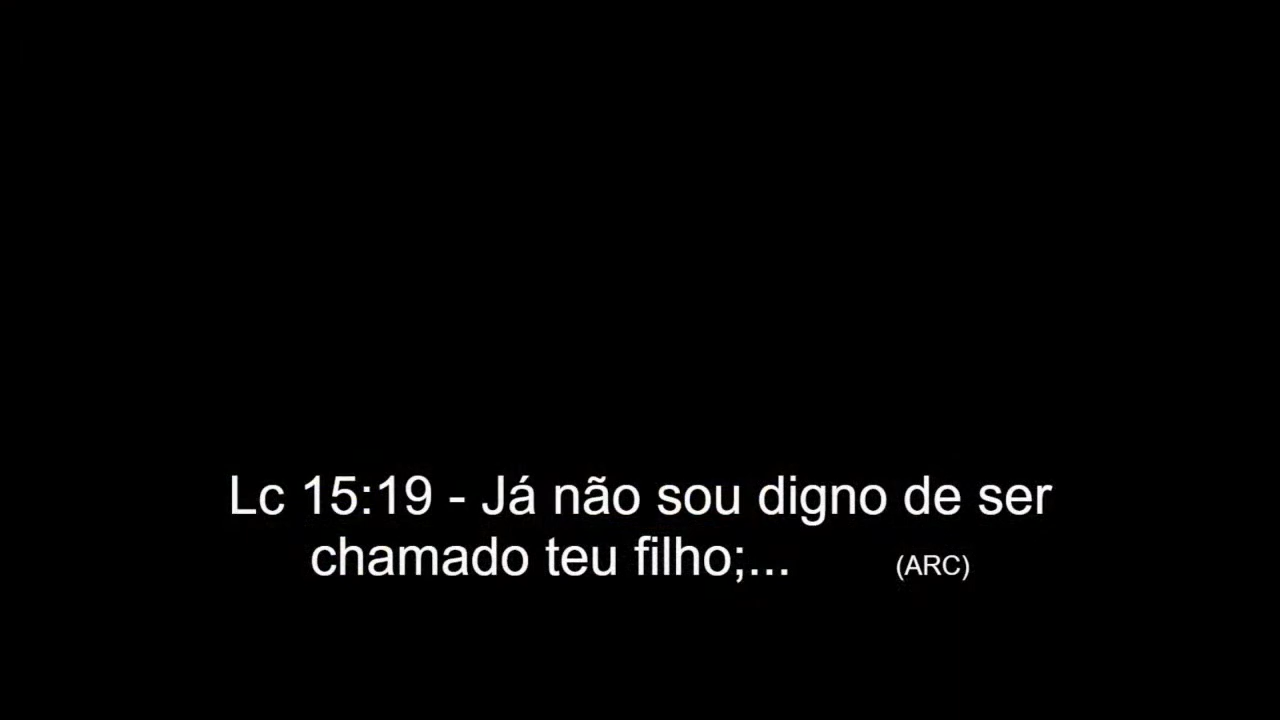 Lc 15:19 - Já não sou digno de ser
chamado teu filho;... (ARC)